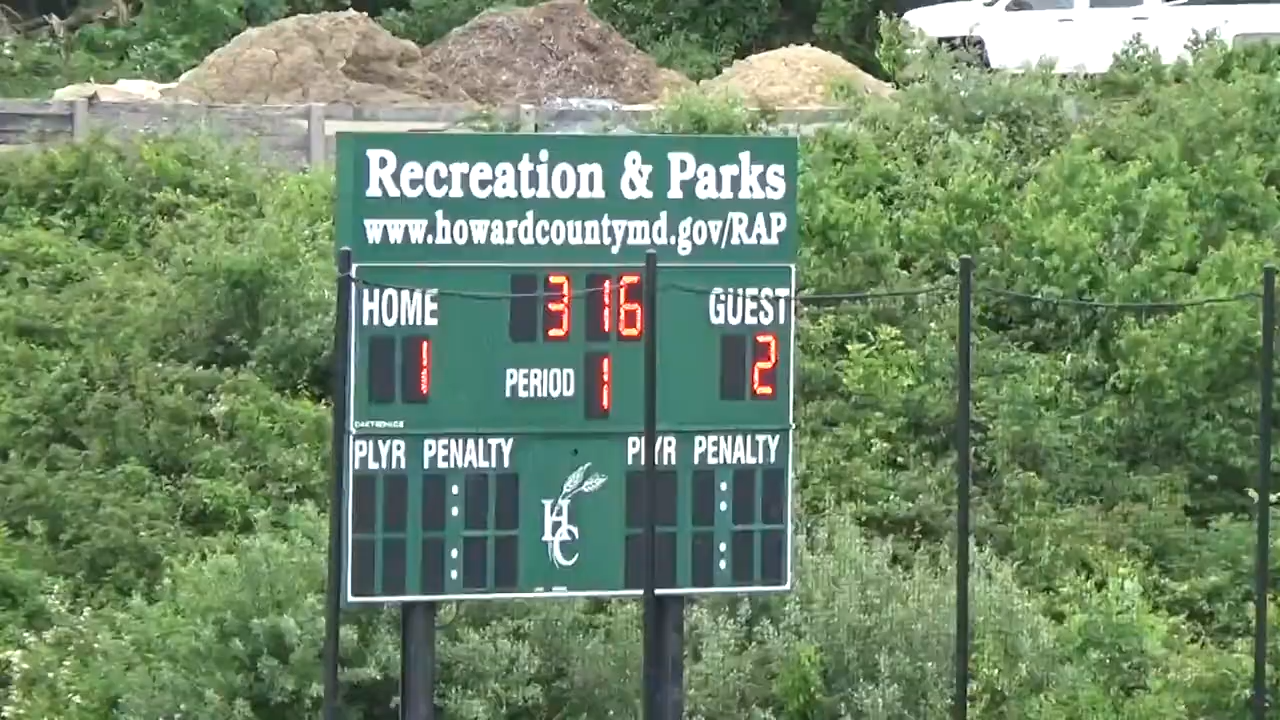 Recreation & Parks
www.howardcountymd.gov/RAP
HOME 3 16 GUEST
1 PERIOD 1 2
DAKTRONICS
PLYR PENALTY PLYR PENALTY
HC